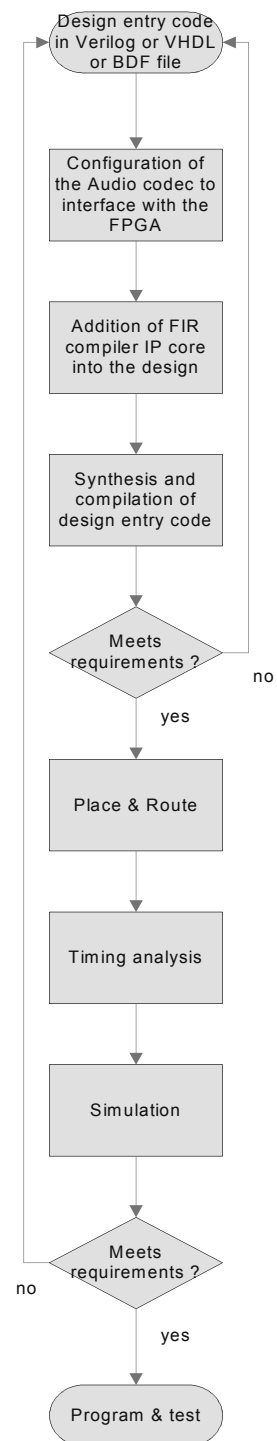 Design entry code
in Verilog or VHDL
or BDF file
Configuration of
the Audio codec to
interface with the
FPGA
Addition of FIR
compiler IP core
into the design
Synthesis and
compilation of
design entry code
Meets
requirements ?
no
yes
Place & Route
Timing analysis
Simulation
Meets
requirements ?
no
yes
Program & test